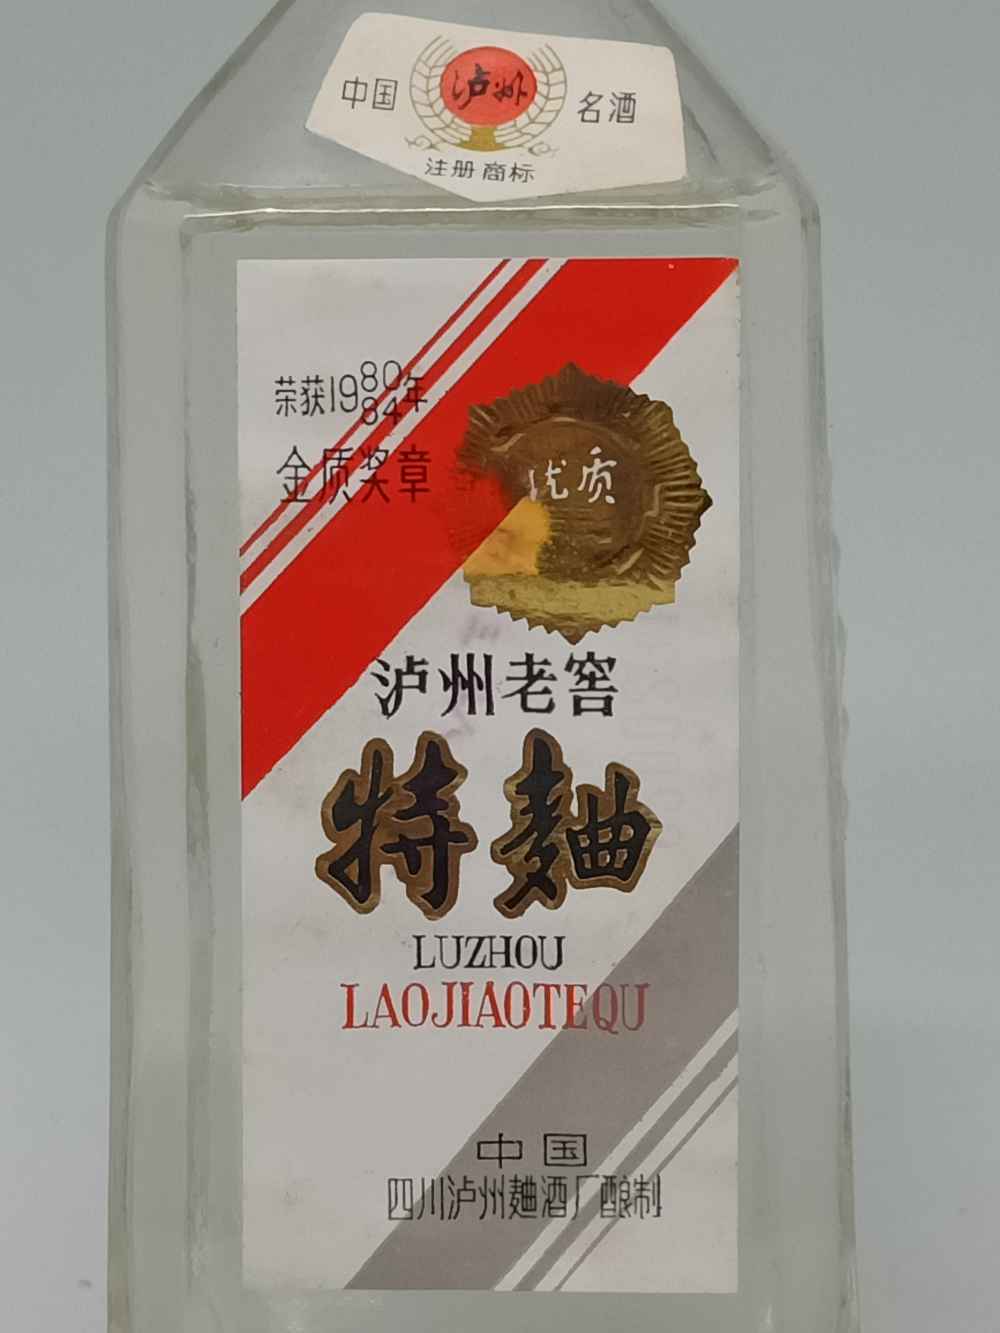 中国 泸州 名酒
注册商标
荣获1980 84年
金质奖章
优质
泸州老窖
特麯
LUZHOU
LAOJIAOTEQU
中国
四川泸州麯酒厂酿制